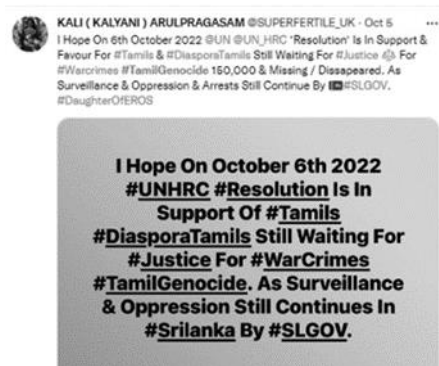 KALI ( KALYANI ) ARULPRAGASAM @SUPERFERTILE_UK · Oct 5
I Hope On 6th October 2022 @UN @UN_HRC 'Resolution' Is In Support &
Favour For #Tamils & #DiasporaTamils Still Waiting For #Justice ⚖ For
#Warcrimes #TamilGenocide 150,000 & Missing / Dissapeared. As
Surveillance & Oppression & Arrests Still Continue By 🇱🇰#SLGOV.
#DaughterOfEROS
I Hope On October 6th 2022
#UNHRC #Resolution Is In
Support Of #Tamils
#DiasporaTamils Still Waiting For
#Justice For #WarCrimes
#TamilGenocide. As Surveillance
& Oppression Still Continues In
#Srilanka By #SLGOV.